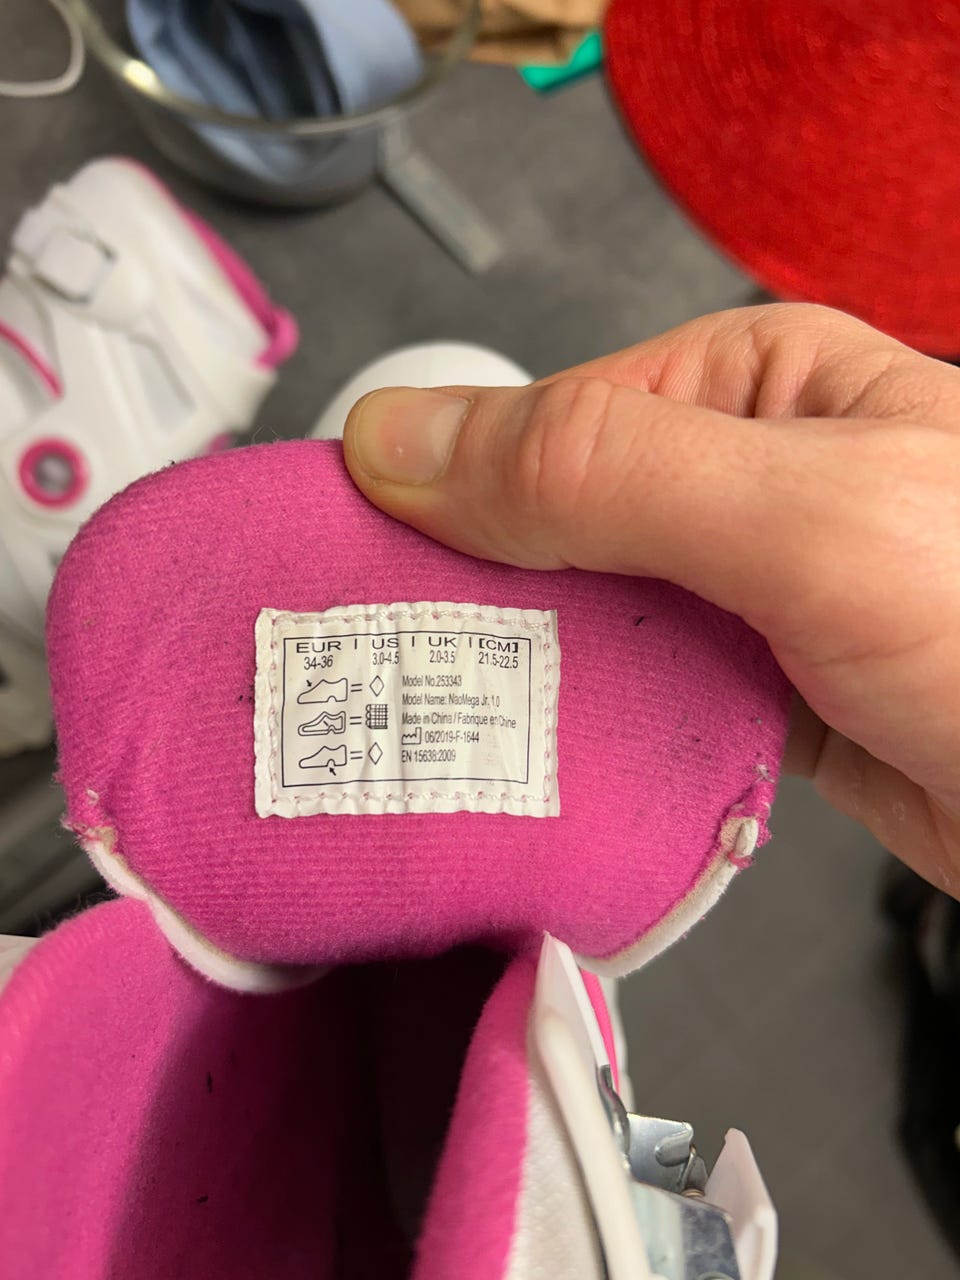 EUR | US | UK | [CM]
34-36 3.0-4.5 2.0-3.5 21.5-22.5
Model No.253343
Model Name: NaoMega Jr. 1.0
Made in China / Fabrique en Chine
06/2019-F-1644
EN 15638:2009